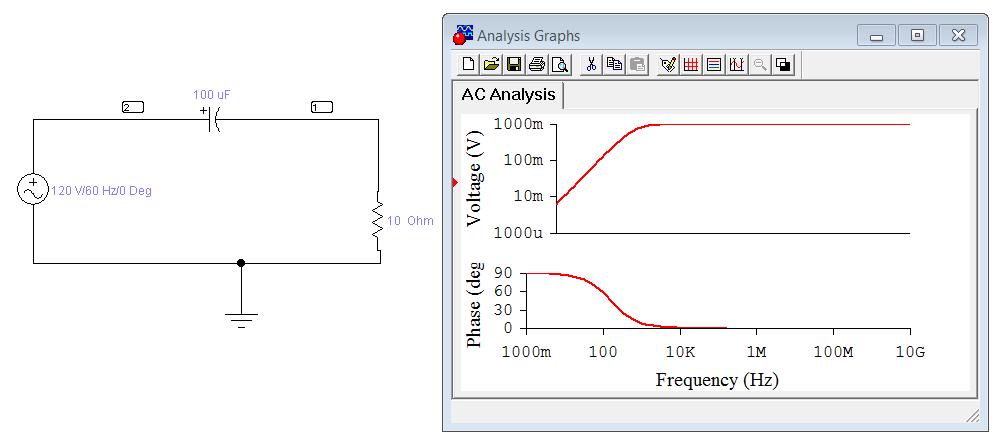 2
100 uF
+
1
+
120 V/60 Hz/0 Deg
10 Ohm
Analysis Graphs
AC Analysis
Voltage (V)
1000m
100m
10m
1000u
Phase (deg
90
60
30
0
1000m 100 10K 1M 100M 10G
Frequency (Hz)